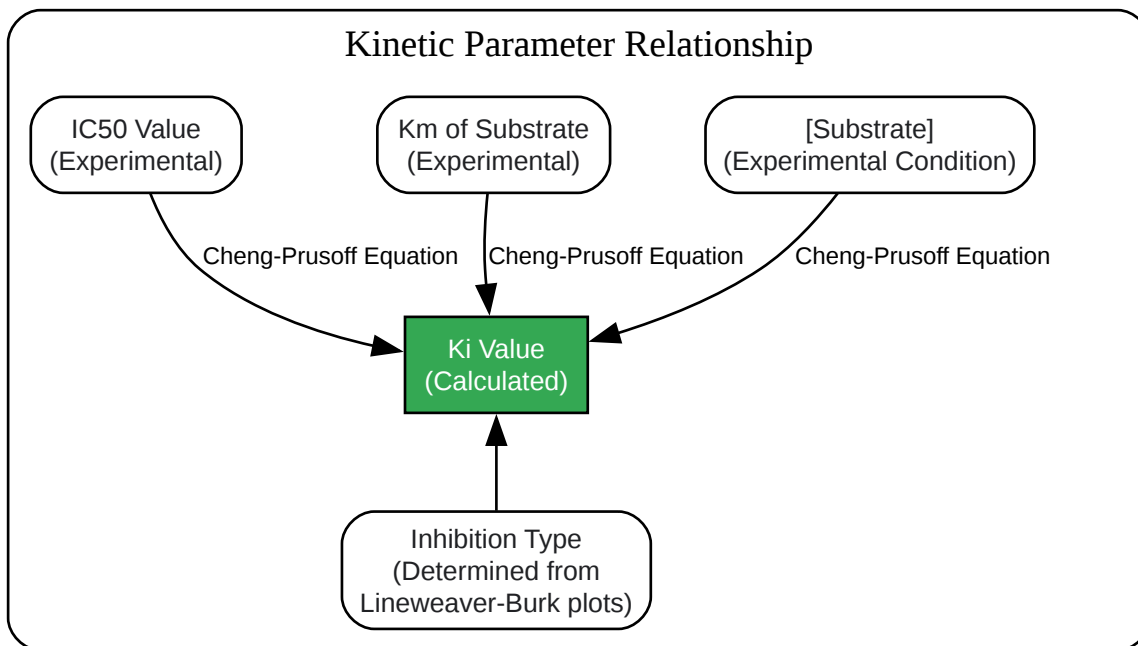 Kinetic Parameter Relationship
IC50 Value
(Experimental)
Km of Substrate
(Experimental)
[Substrate]
(Experimental Condition)
Cheng-Prusoff Equation
Cheng-Prusoff Equation
Cheng-Prusoff Equation
Ki Value
(Calculated)
Inhibition Type
(Determined from
Lineweaver-Burk plots)